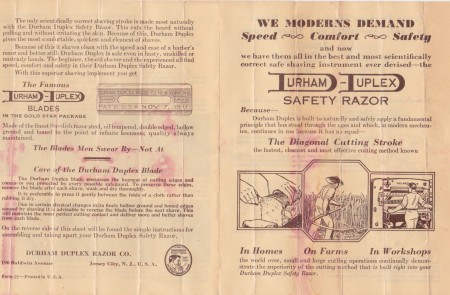 The only scientifically correct shaving stroke is made most naturally
with the Durham Duplex Safety Razor. This cuts the beard without
pulling and without irritating the skin. Because of this, Durham Duplex
gives the most comfortable, quickest and cleanest of shaves.
Because of this it shaves clean with the speed and ease of a barber's
razor and better still Durham Duplex is safe even in hasty, unskilled or
unsteady hands. The beginner, the old shaver and the experienced all find
speed, comfort and safety in their Durham Duplex Safety Razor.
With this superior shaving implement you get
The Famous
DURHAM-DUPLEX
BLADES
IN THE GOLD STAR PACKAGE
DURHAM-DUPLEX
Made of the finest Swedish razor steel, oil tempered, double edged, hollow
ground and honed to the point of infinite keenness, quality always
maintained.
The Blades Men Swear By—Not At
Care of the Durham Duplex Blade
The Durham Duplex Blade, possesses the keenest of cutting edges and
comes to you protected by every possible safeguard. To preserve these edges,
remove the blade after each shave, wash and dry thoroughly.
It is advisable to press it gently between the folds of a cloth rather than
rubbing it dry.
Due to certain physical changes in the finely hollow ground and honed edges
caused by shaving it is advisable to reverse the blade before the next shave. This
will maintain the most perfect cutting contact and deliver more and better shaves
from each blade.
On the reverse side of this sheet will be found the simple instructions for
assembling and taking apart your Durham Duplex Safety Razor.
DURHAM DUPLEX RAZOR CO.
190 Baldwin Avenue Jersey City, N. J., U. S. A.
Printed in U. S. A.
WE MODERNS DEMAND
Speed Comfort Safety
and now
we have them all in the best and most scientifically
correct safe shaving instrument ever devised—the
DURHAM-DUPLEX
SAFETY RAZOR
Because—
Durham Duplex is built to naturally and safely apply a fundamental
principle that has stood through the ages and which, in modern mechan-
ics, continues in use because it has no equal—
The Diagonal Cutting Stroke
the fastest, cleanest and most effective cutting method known
In Homes On Farms In Workshops
the world over, small and large cutting operations continually demon-
strate the superiority of the cutting method that is built right into your
Durham Duplex Safety Razor.